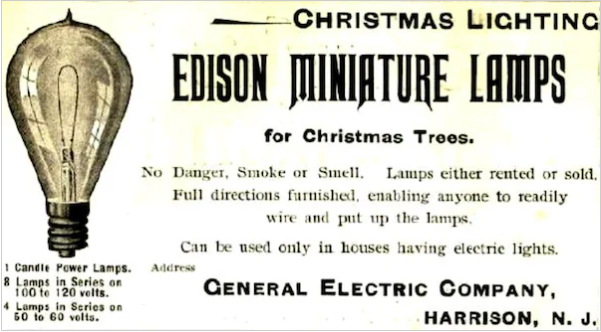 CHRISTMAS LIGHTING
EDISON MINIATURE LAMPS
for Christmas Trees.
No Danger, Smoke or Smell. Lamps either rented or sold.
Full directions furnished, enabling anyone to readily
wire and put up the lamps.
Can be used only in houses having electric lights.
1 Candle Power Lamps.
8 Lamps in Series on
100 to 120 volts.
4 Lamps in Series on
50 to 60 volts.
Address
GENERAL ELECTRIC COMPANY,
HARRISON, N. J.